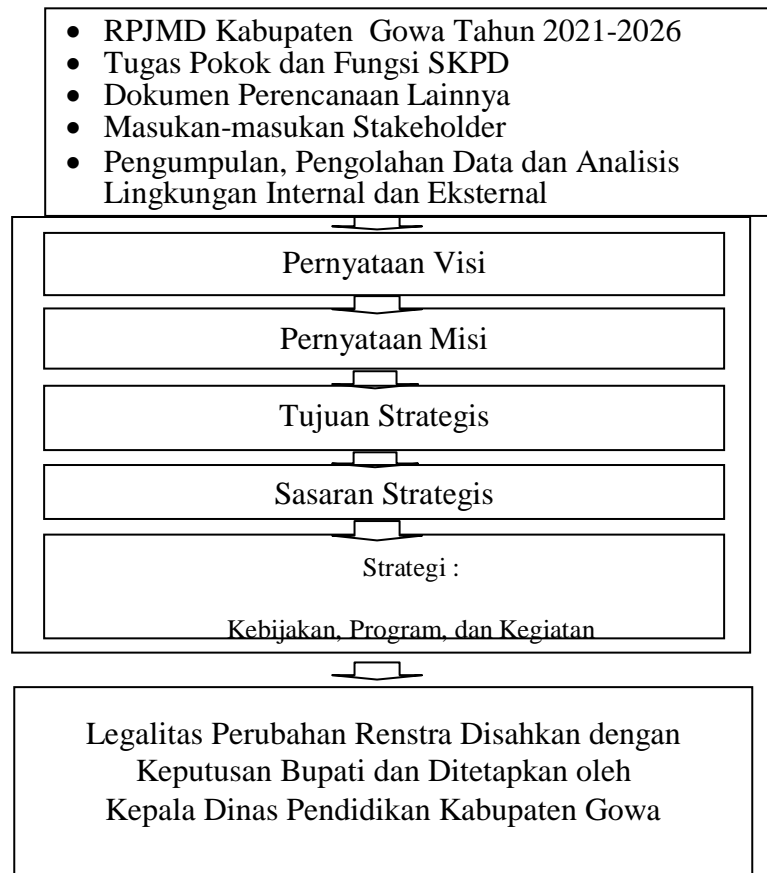 • RPJMD Kabupaten Gowa Tahun 2021-2026
• Tugas Pokok dan Fungsi SKPD
• Dokumen Perencanaan Lainnya
• Masukan-masukan Stakeholder
• Pengumpulan, Pengolahan Data dan Analisis
Lingkungan Internal dan Eksternal
Pernyataan Visi
Pernyataan Misi
Tujuan Strategis
Sasaran Strategis
Strategi :
Kebijakan, Program, dan Kegiatan
Legalitas Perubahan Renstra Disahkan dengan
Keputusan Bupati dan Ditetapkan oleh
Kepala Dinas Pendidikan Kabupaten Gowa